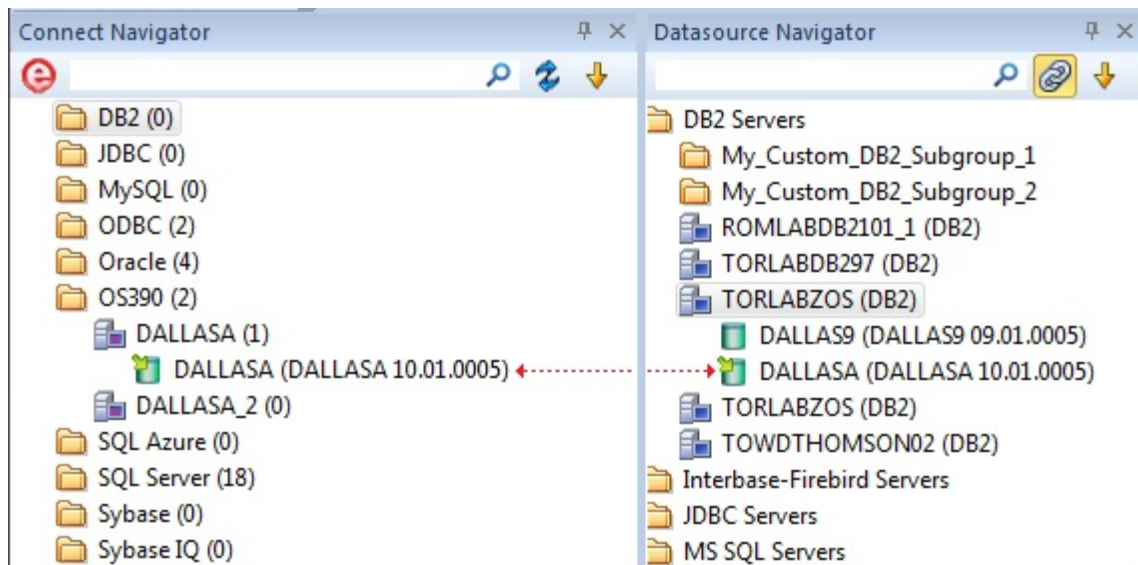 Connect Navigator
DB2 (0)
JDBC (0)
MySQL (0)
ODBC (2)
Oracle (4)
OS390 (2)
DALLASA (1)
DALLASA (DALLASA 10.01.0005)
DALLASA_2 (0)
SQL Azure (0)
SQL Server (18)
Sybase (0)
Sybase IQ (0)
Datasource Navigator
DB2 Servers
My_Custom_DB2_Subgroup_1
My_Custom_DB2_Subgroup_2
ROMLABDB2101_1 (DB2)
TORLABDB297 (DB2)
TORLABZOS (DB2)
DALLAS9 (DALLAS9 09.01.0005)
DALLASA (DALLASA 10.01.0005)
TORLABZOS (DB2)
TOWDTHOMSON02 (DB2)
Interbase-Firebird Servers
JDBC Servers
MS SQL Servers